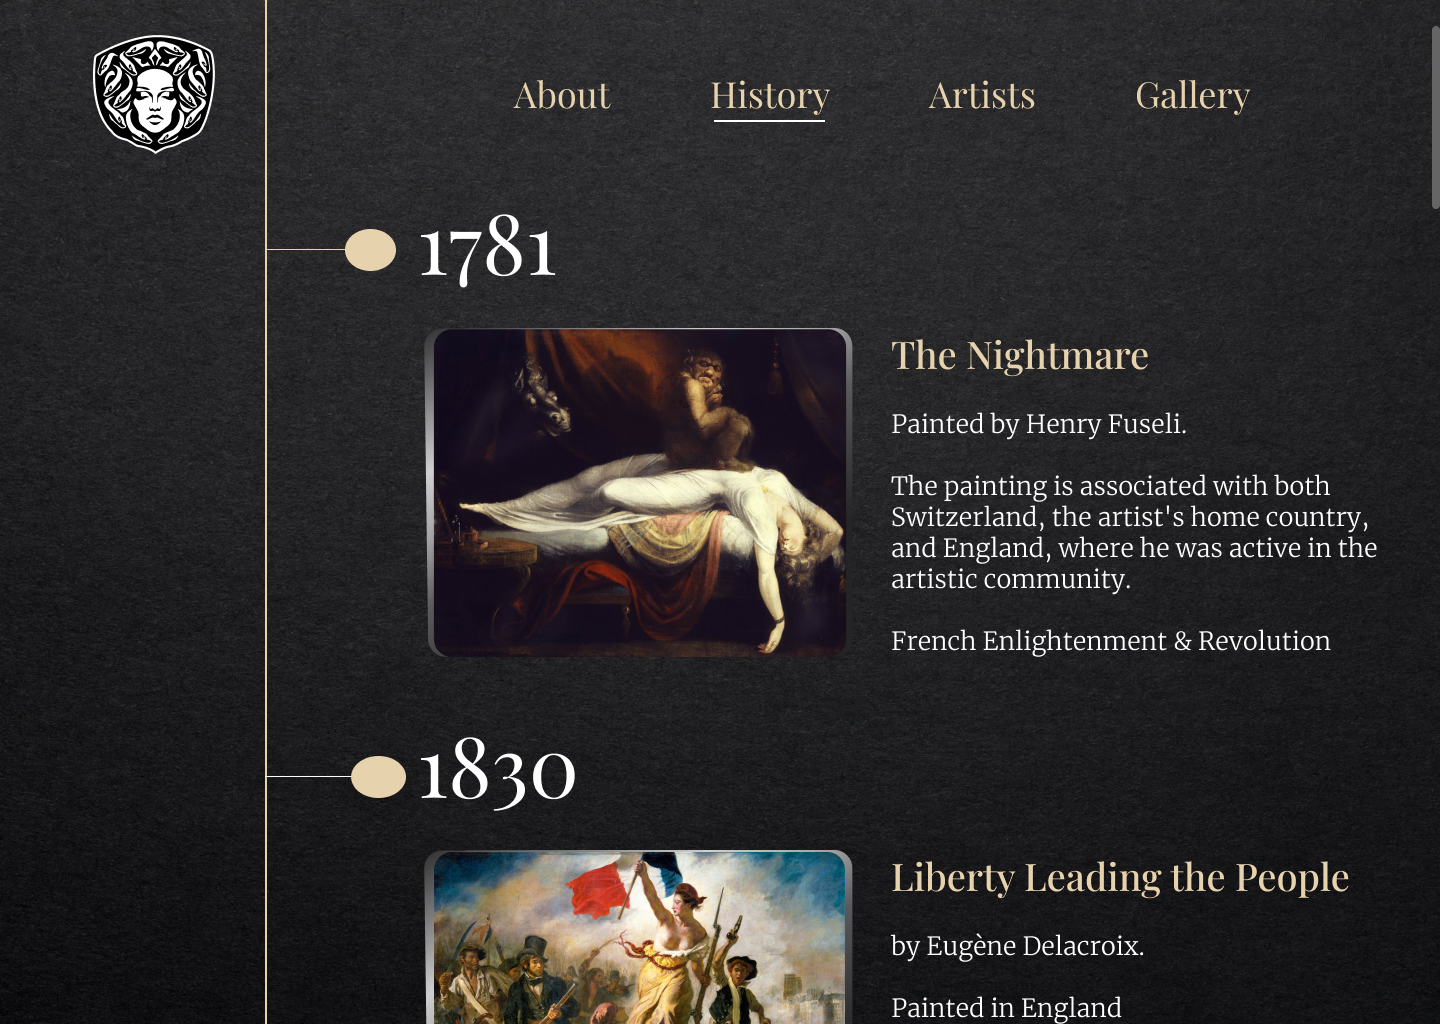 About
History
Artists
Gallery
1781
The Nightmare
Painted by Henry Fuseli.
The painting is associated with both
Switzerland, the artist's home country,
and England, where he was active in the
artistic community.
French Enlightenment & Revolution
1830
Liberty Leading the People
by Eugène Delacroix.
Painted in England